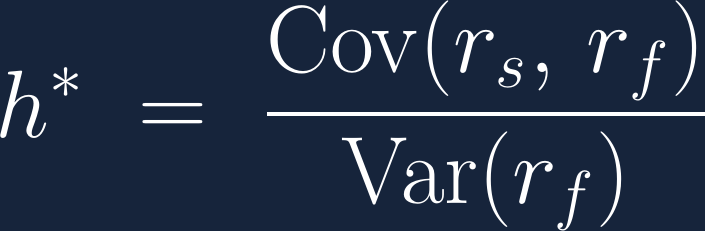 h* = Cov(r_s, r_f) / Var(r_f)